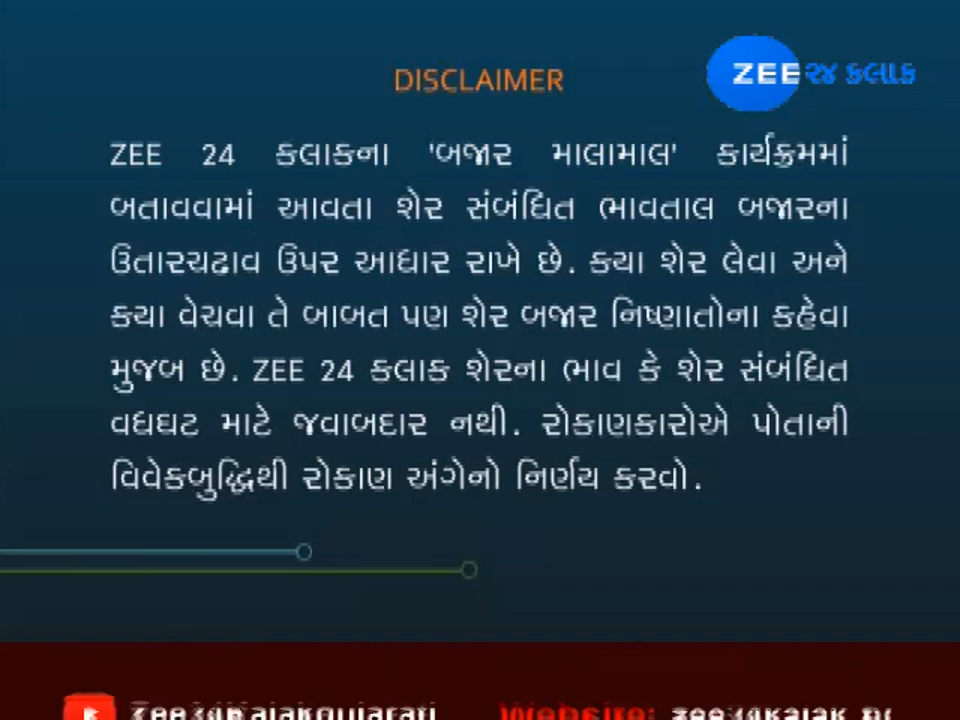 DISCLAIMER
ZEE ૨૪ કલાક
ZEE 24 કલાકના 'બજાર માલામાલ' કાર્યક્રમમાં
બતાવવામાં આવતા શેર સંબંધિત ભાવતાલ બજારના
ઉતારચઢાવ ઉપર આધાર રાખે છે. કયા શેર લેવા અને
કયા વેચવા તે બાબત પણ શેર બજાર નિષ્ણાતોના કહેવા
મુજબ છે. ZEE 24 કલાક શેરના ભાવ કે શેર સંબંધિત
વધઘટ માટે જવાબદાર નથી. રોકાણકારોએ પોતાની
વિવેકબુદ્ધિથી રોકાણ અંગેનો નિર્ણય કરવો.
Website: